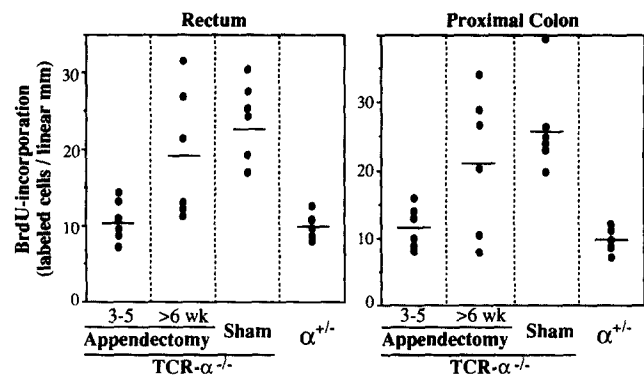 Rectum
Proximal Colon
BrdU-incorporation
(labeled cells / linear mm)
30
20
10
0
40
30
20
10
0
3-5 >6 wk
Appendectomy
Sham
α+/-
TCR-α-/-
3-5 >6 wk
Appendectomy
Sham
α+/-
TCR-α-/-